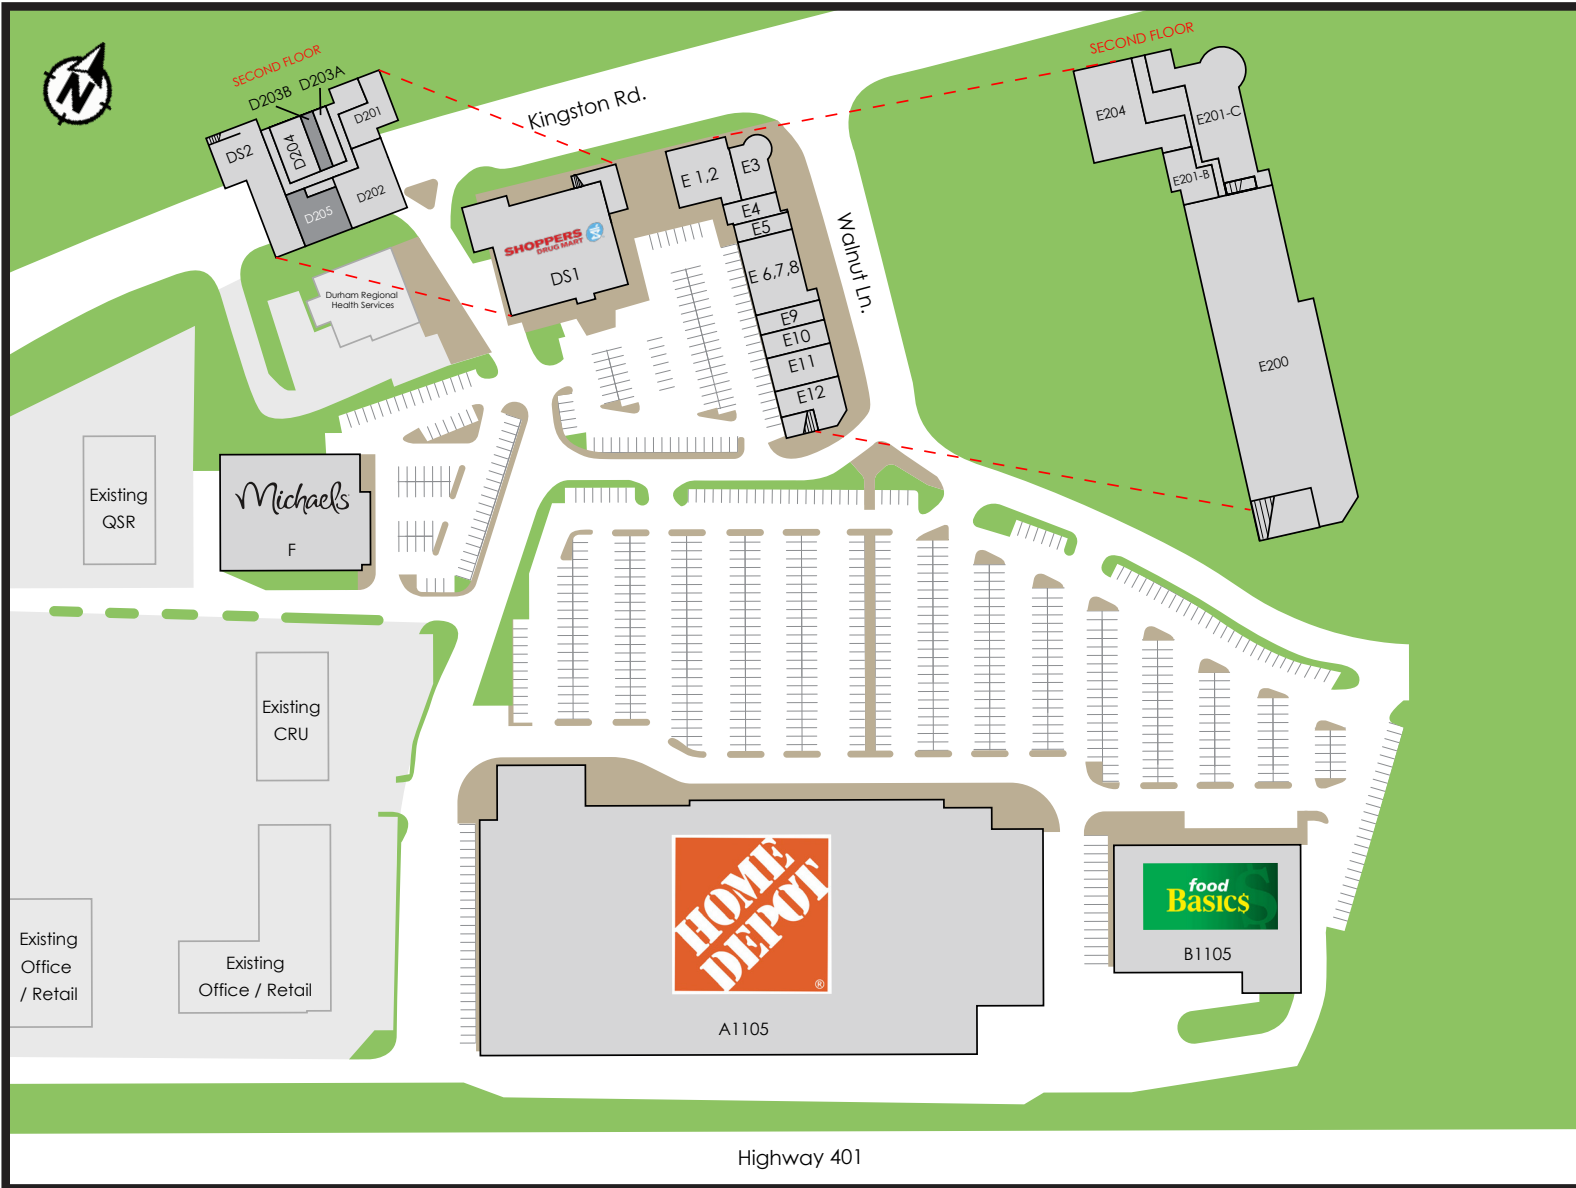 N
SECOND FLOOR
D203B
D203A
D201
D204
DS2
D202
D205
Kingston Rd.
SECOND FLOOR
E204
E201-C
E201-B
E200
E 1,2
E3
E4
E5
E 6,7,8
E9
E10
E11
E12
Walnut Ln.
SHOPPERS
DRUG MART
DS1
Durham Regional
Health Services
Existing
QSR
Michaels
F
Existing
CRU
Existing
Office
/ Retail
Existing
Office / Retail
HOME
DEPOT
®
A1105
food
Basic$
B1105
Highway 401